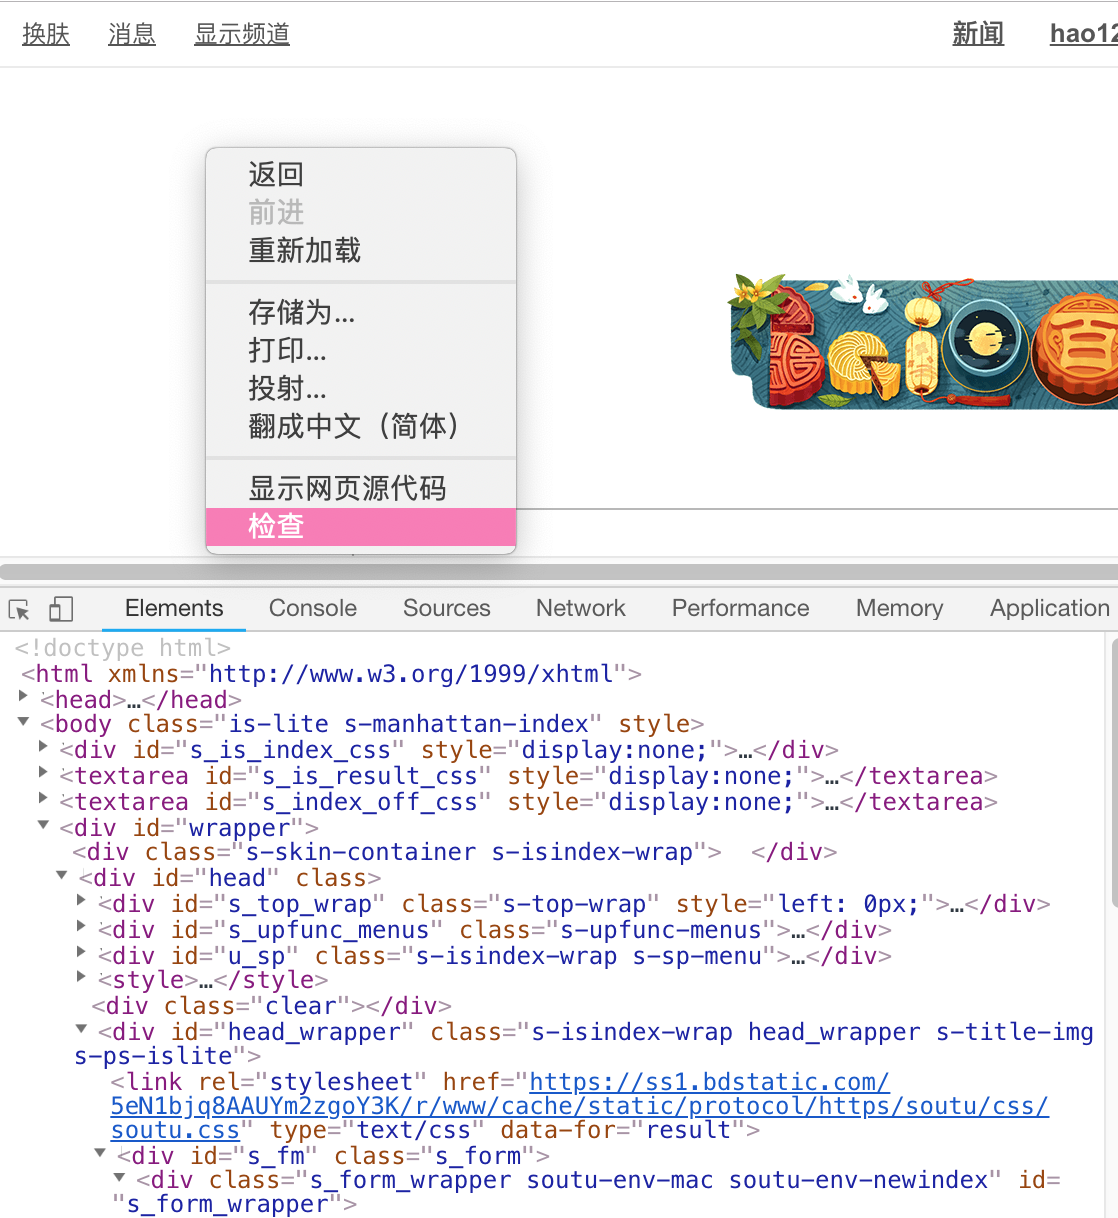 换肤 消息 显示频道 新闻 hao12
返回
前进
重新加载
存储为...
打印...
投射...
翻成中文（简体）
显示网页源代码
检查
百
Elements Console Sources Network Performance Memory Application
<!doctype html>
<html xmlns="http://www.w3.org/1999/xhtml">
<head>…</head>
<body class="is-lite s-manhattan-index" style>
<div id="s_is_index_css" style="display:none;">…</div>
<textarea id="s_is_result_css" style="display:none;">…</textarea>
<textarea id="s_index_off_css" style="display:none;">…</textarea>
<div id="wrapper">
<div class="s-skin-container s-isindex-wrap">  </div>
<div id="head" class>
<div id="s_top_wrap" class="s-top-wrap" style="left: 0px;">…</div>
<div id="s_upfunc_menus" class="s-upfunc-menus">…</div>
<div id="u_sp" class="s-isindex-wrap s-sp-menu">…</div>
<style>…</style>
<div class="clear"></div>
<div id="head_wrapper" class="s-isindex-wrap head_wrapper s-title-img
s-ps-islite">
<link rel="stylesheet" href="https://ss1.bdstatic.com/
5eN1bjq8AAUYm2zgoY3K/r/www/cache/static/protocol/https/soutu/css/
soutu.css" type="text/css" data-for="result">
<div id="s_fm" class="s_form">
<div class="s_form_wrapper soutu-env-mac soutu-env-newindex" id=
"s_form_wrapper">